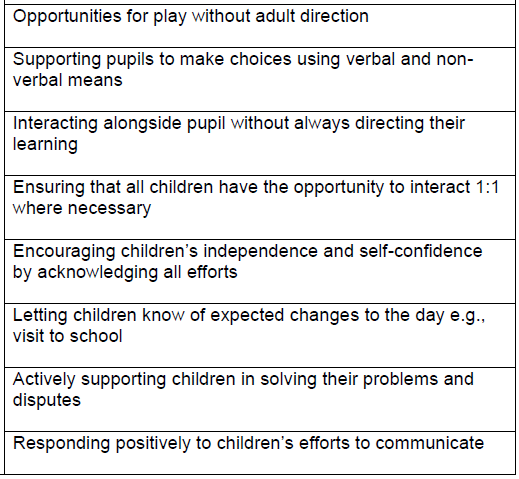 Opportunities for play without adult direction
Supporting pupils to make choices using verbal and non-
verbal means
Interacting alongside pupil without always directing their
learning
Ensuring that all children have the opportunity to interact 1:1
where necessary
Encouraging children’s independence and self-confidence
by acknowledging all efforts
Letting children know of expected changes to the day e.g.,
visit to school
Actively supporting children in solving their problems and
disputes
Responding positively to children’s efforts to communicate